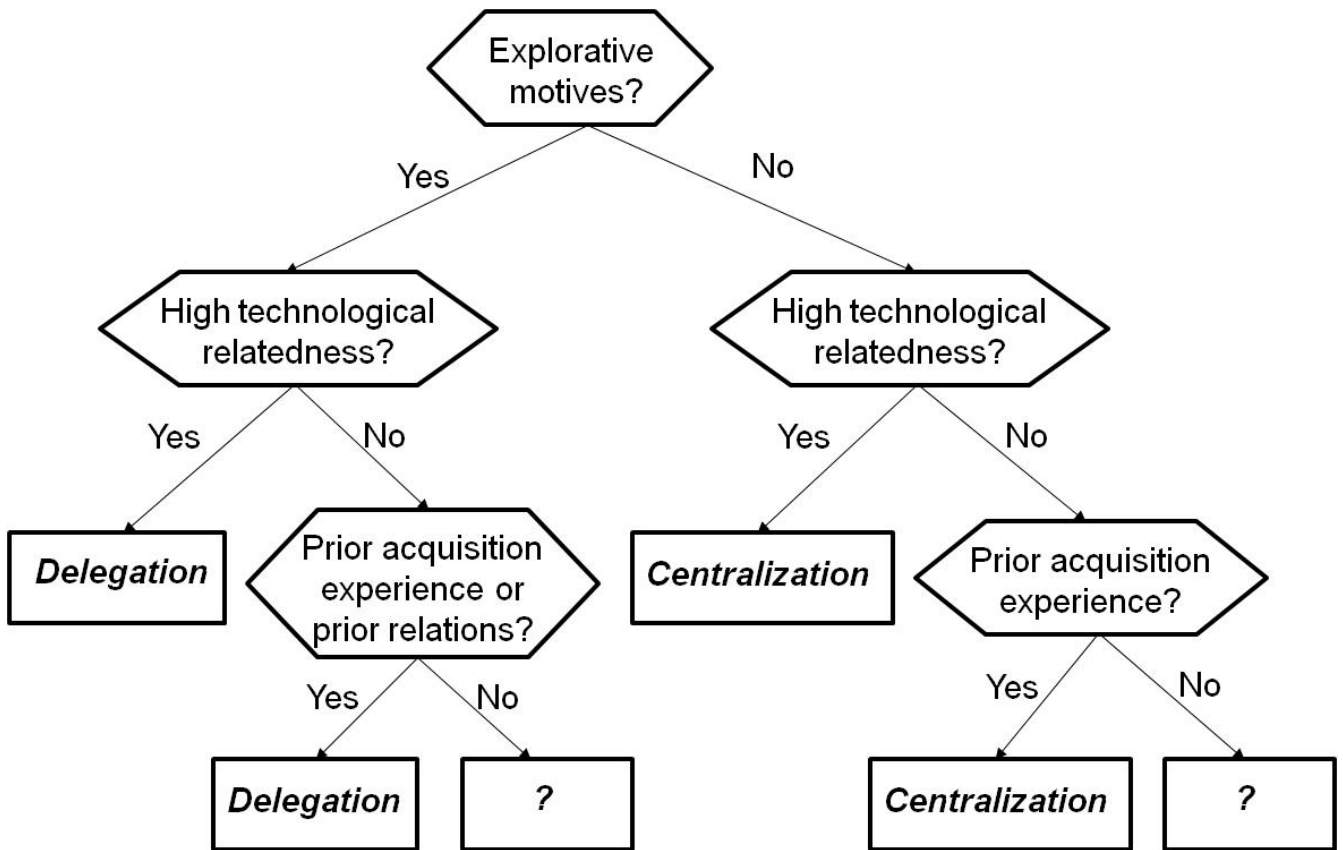 Explorative
motives?
Yes
No
High technological
relatedness?
High technological
relatedness?
Yes
No
Yes
No
Delegation
Prior acquisition
experience or
prior relations?
Centralization
Prior acquisition
experience?
Yes
No
Yes
No
Delegation
?
Centralization
?